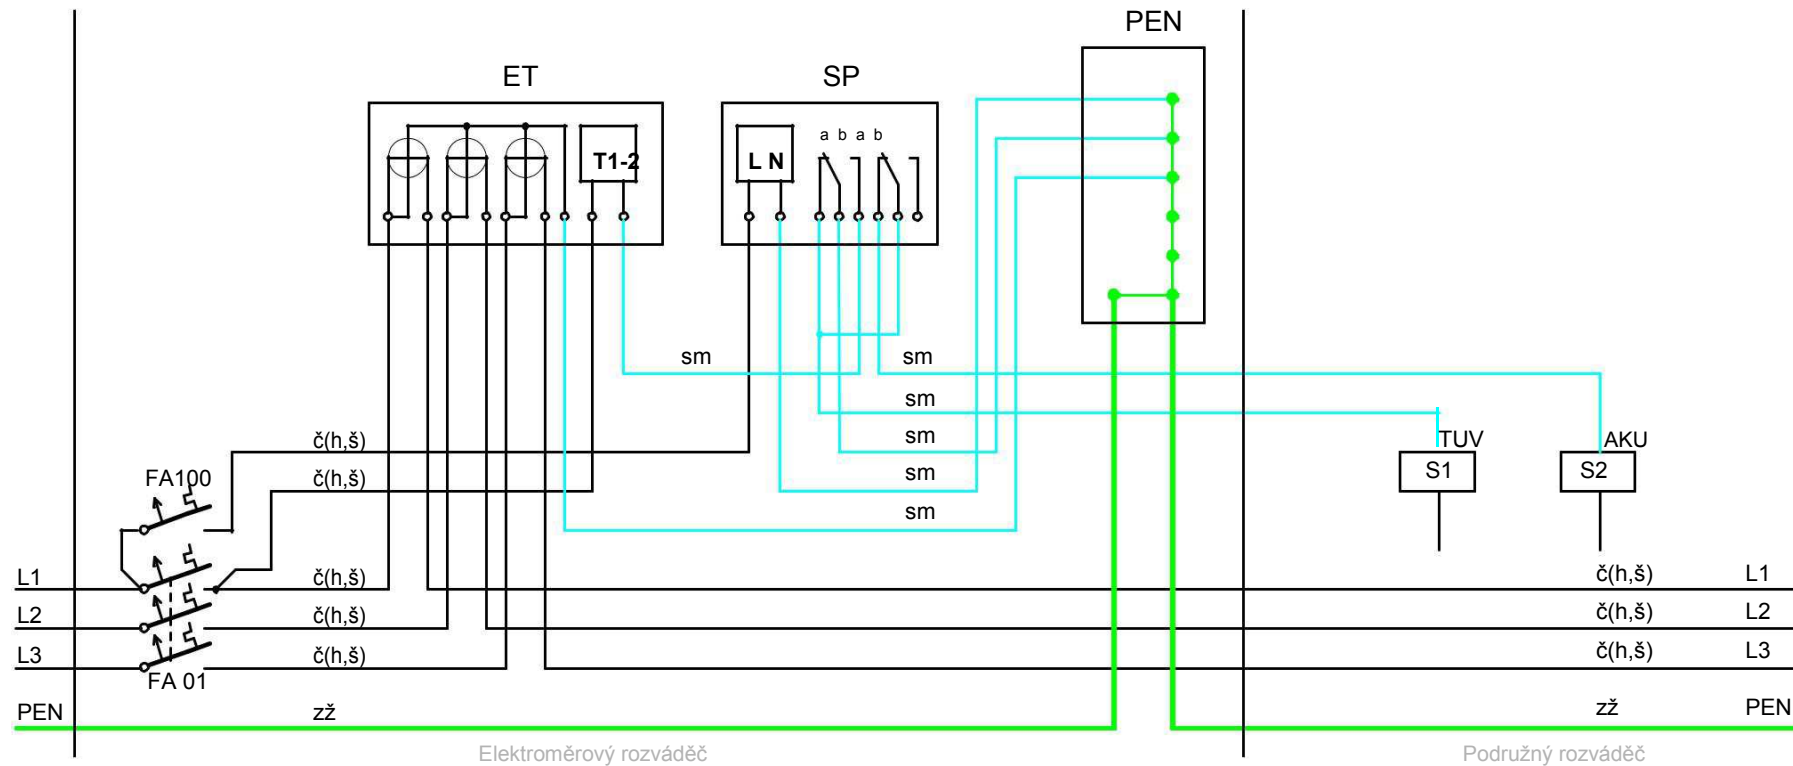 PEN
ET
SP
T1-2
L N
a b a b
sm
sm
sm
sm
sm
sm
č(h,š)
č(h,š)
FA100
TUV
S1
AKU
S2
L1
č(h,š)
č(h,š)
L1
L2
č(h,š)
č(h,š)
L2
L3
č(h,š)
č(h,š)
L3
FA 01
PEN
zž
zž
PEN
Elektroměrový rozváděč
Podružný rozváděč